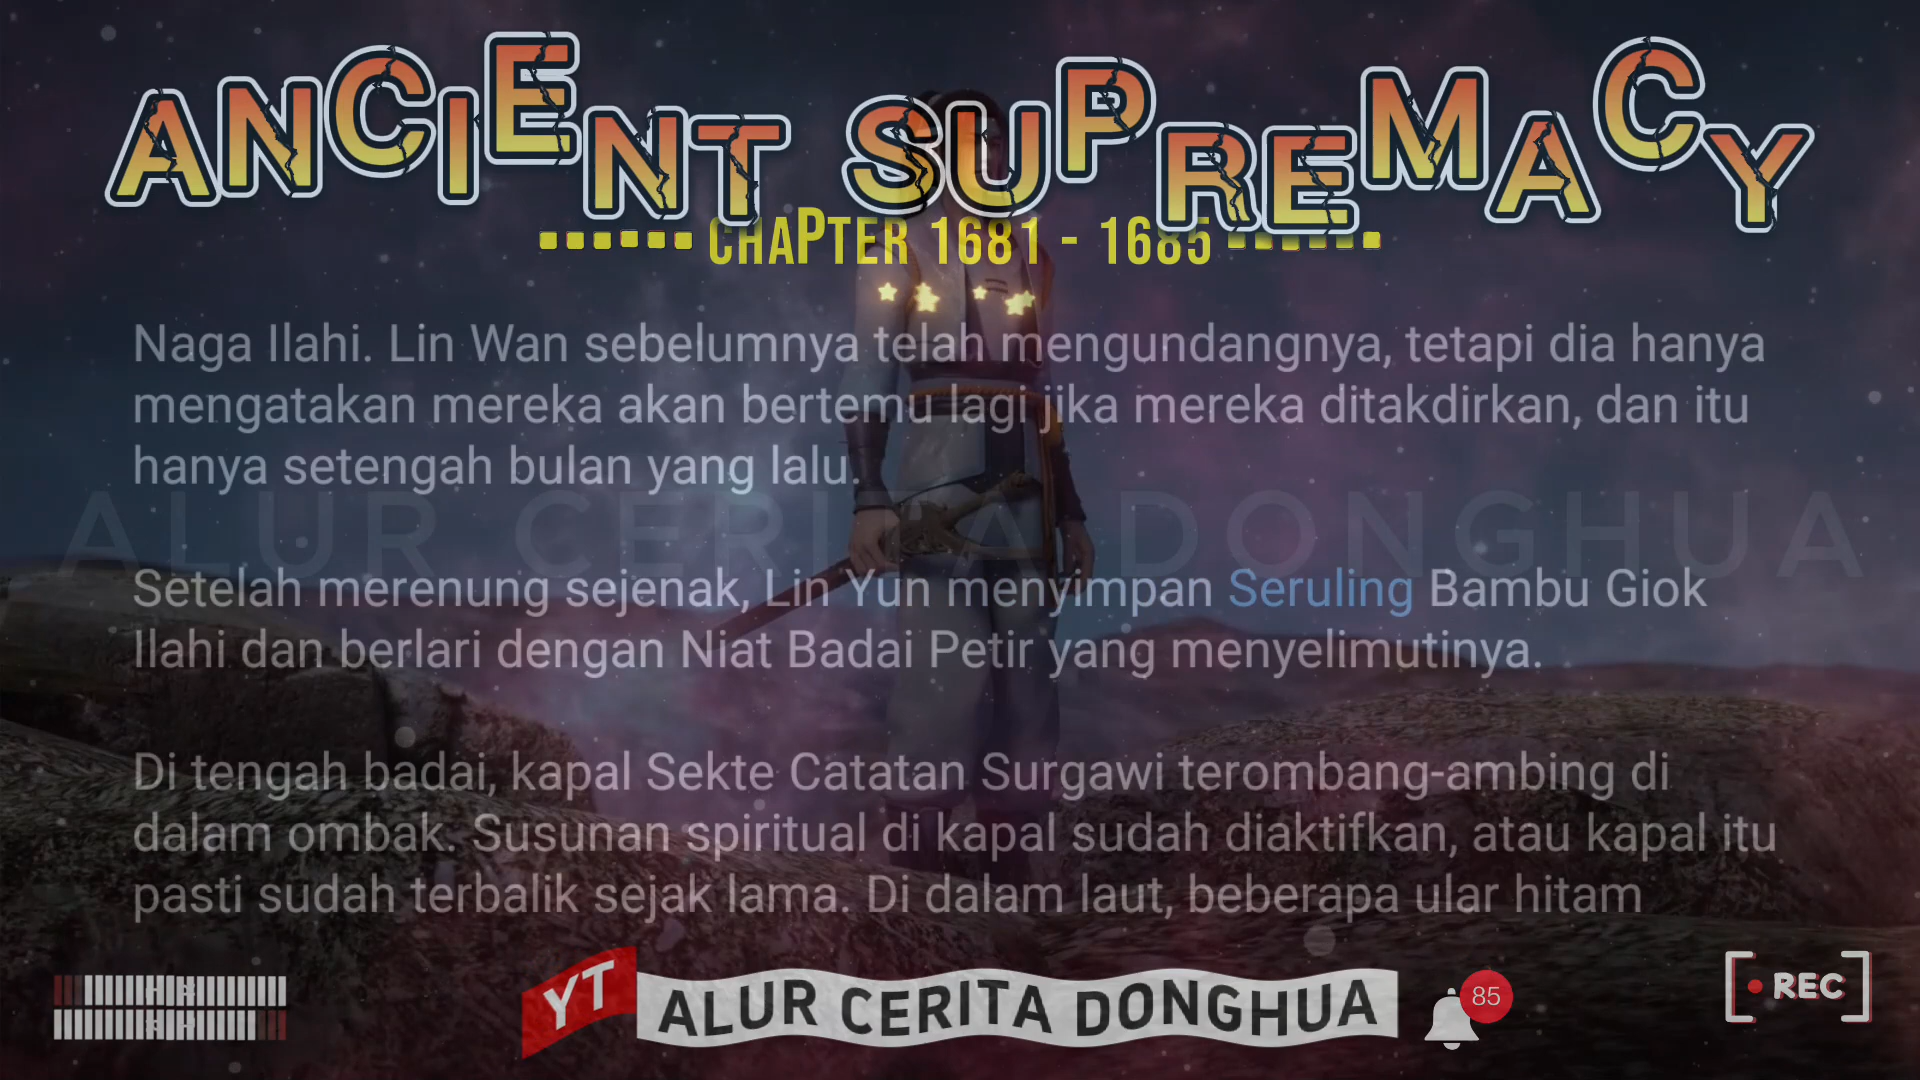 ANCIENT SUPREMACY
CHAPTER 1681 - 1685
Naga Ilahi. Lin Wan sebelumnya telah mengundangnya, tetapi dia hanya
mengatakan mereka akan bertemu lagi jika mereka ditakdirkan, dan itu
hanya setengah bulan yang lalu.
ALUR CERITA DONGHUA
Setelah merenung sejenak, Lin Yun menyimpan Seruling Bambu Giok
Ilahi dan berlari dengan Niat Badai Petir yang menyelimutinya.
Di tengah badai, kapal Sekte Catatan Surgawi terombang-ambing di
dalam ombak. Susunan spiritual di kapal sudah diaktifkan, atau kapal itu
pasti sudah terbalik sejak lama. Di dalam laut, beberapa ular hitam
YT ALUR CERITA DONGHUA
85
REC